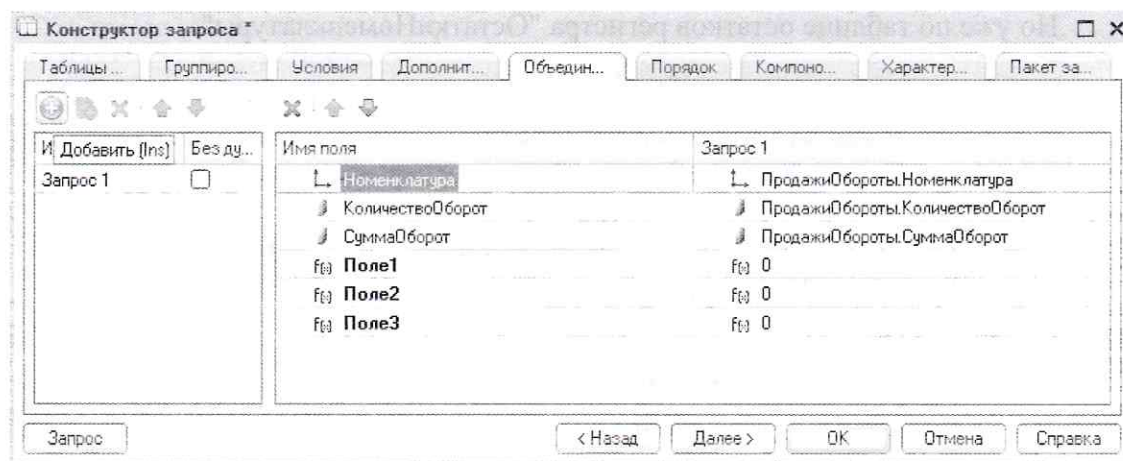 Конструктор запроса *
Таблицы ... Группиро... Условия Дополнит... Объедин... Порядок Компоно... Характер... Пакет за...
И Добавить (Ins) Без ду... Имя поля Запрос 1
Запрос 1 Номенклатура ПродажиОбороты.Номенклатура
КоличествоОборот ПродажиОбороты.КоличествоОборот
СуммаОборот ПродажиОбороты.СуммаОборот
Поле1 0
Поле2 0
Поле3 0
Запрос < Назад Далее > OK Отмена Справка